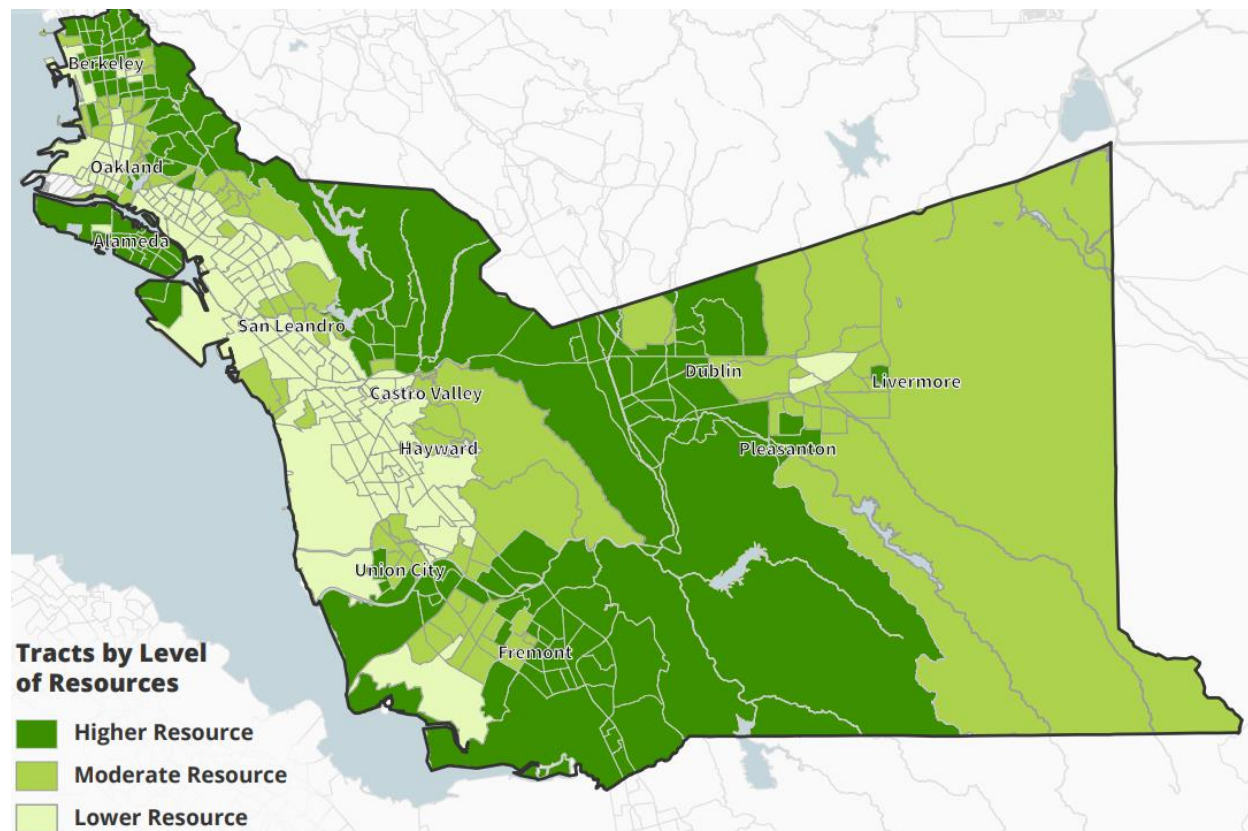 Berkeley
Oakland
Alameda
San Leandro
Castro Valley
Hayward
Dublin
Livermore
Pleasanton
Union City
Fremont
Tracts by Level
of Resources
Higher Resource
Moderate Resource
Lower Resource